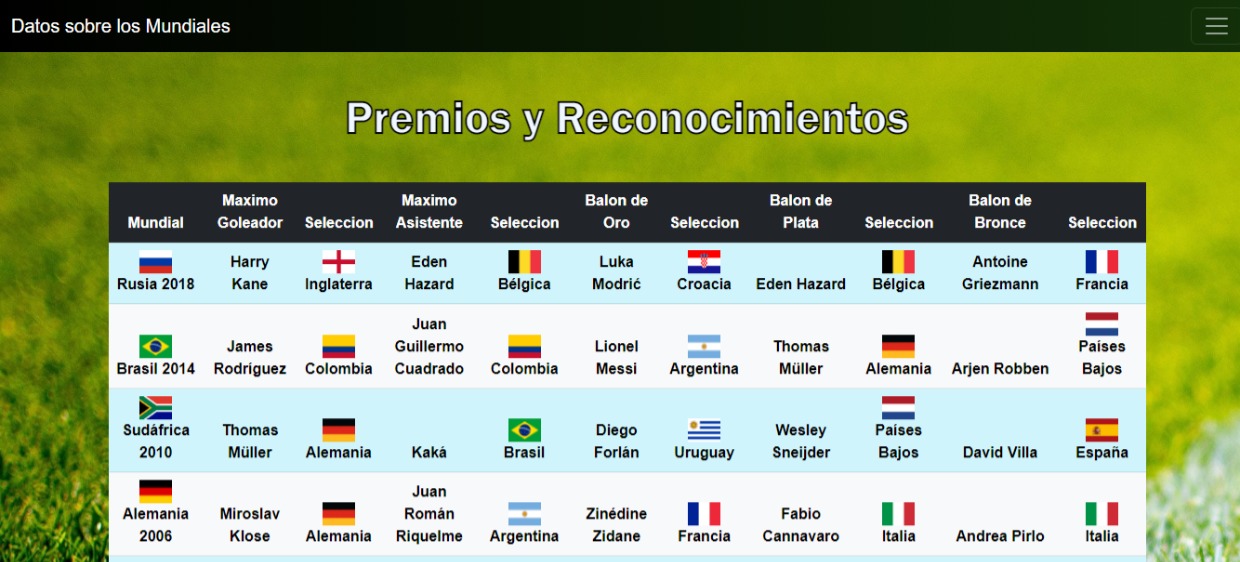 Datos sobre los Mundiales
Premios y Reconocimientos
Mundial Maximo Goleador Seleccion Maximo Asistente Seleccion Balon de Oro Seleccion Balon de Plata Seleccion Balon de Bronce Seleccion
Rusia 2018 Harry Kane Inglaterra Eden Hazard Bélgica Luka Modrić Croacia Eden Hazard Bélgica Antoine Griezmann Francia
Brasil 2014 James Rodríguez Colombia Juan Guillermo Cuadrado Colombia Lionel Messi Argentina Thomas Müller Alemania Arjen Robben Países Bajos
Sudáfrica 2010 Thomas Müller Alemania Kaká Brasil Diego Forlán Uruguay Wesley Sneijder Países Bajos David Villa España
Alemania 2006 Miroslav Klose Alemania Juan Román Riquelme Argentina Zinédine Zidane Francia Fabio Cannavaro Italia Andrea Pirlo Italia